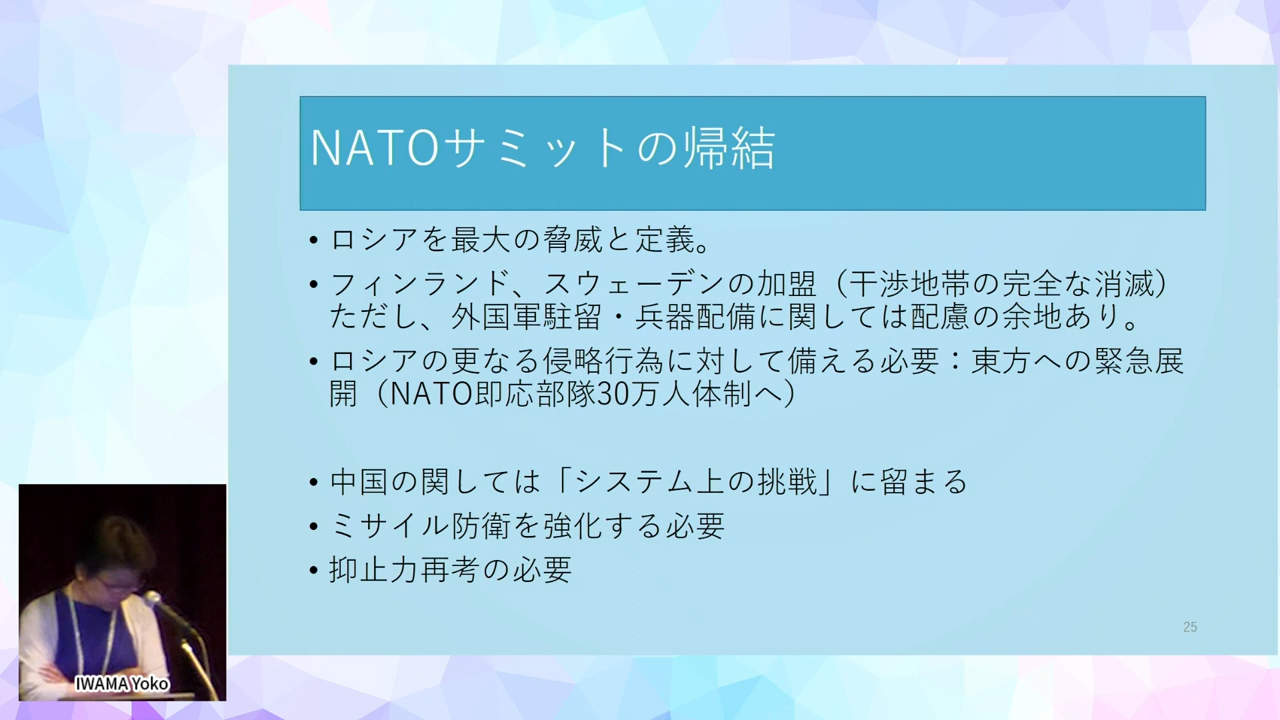 NATOサミットの帰結
• ロシアを最大の脅威と定義。
• フィンランド、スウェーデンの加盟（干渉地帯の完全な消滅）
ただし、外国軍駐留・兵器配備に関しては配慮の余地あり。
• ロシアの更なる侵略行為に対して備える必要：東方への緊急展
開（NATO即応部隊30万人体制へ）
• 中国の関しては「システム上の挑戦」に留まる
• ミサイル防衛を強化する必要
• 抑止力再考の必要
25
IWAMA Yoko